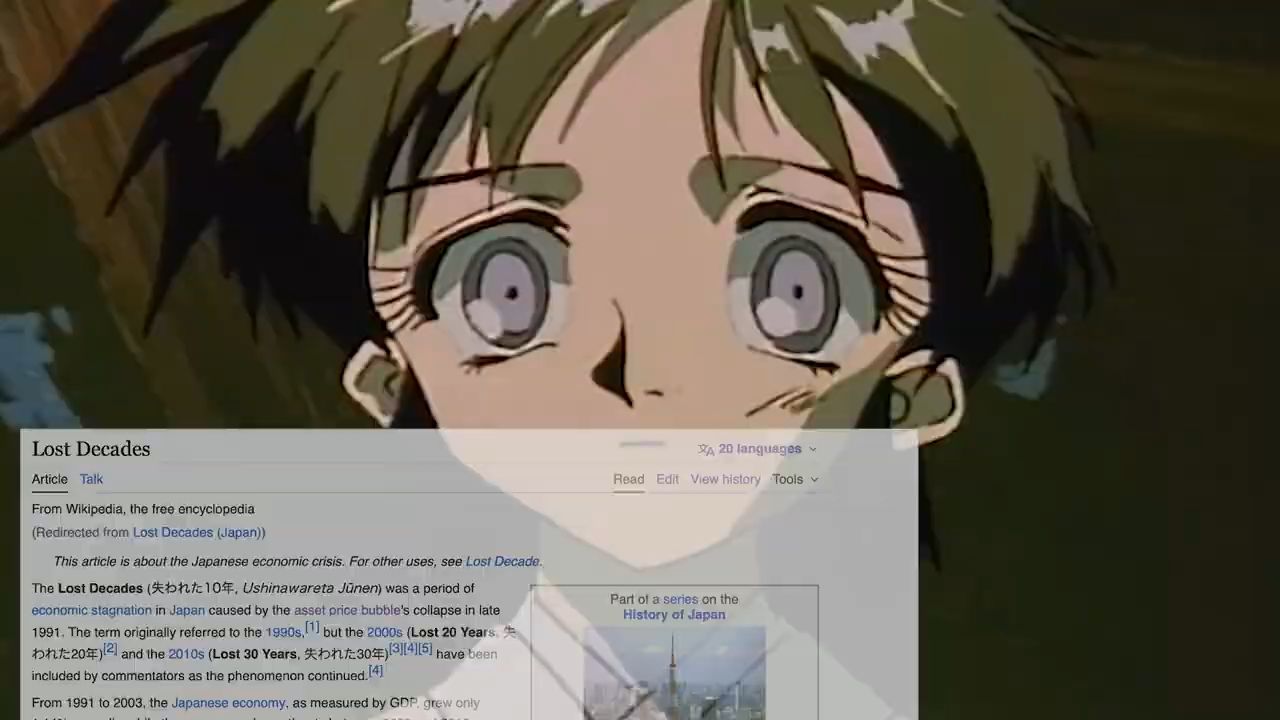 Lost Decades
20 languages
Article Talk Read Edit View history Tools
From Wikipedia, the free encyclopedia
(Redirected from Lost Decades (Japan))
This article is about the Japanese economic crisis. For other uses, see Lost Decade.
The Lost Decades (失われた10年, Ushinawareta Jūnen) was a period of
economic stagnation in Japan caused by the asset price bubble's collapse in late
1991. The term originally referred to the 1990s,[1] but the 2000s (Lost 20 Years, 失
われた20年)[2] and the 2010s (Lost 30 Years, 失われた30年)[3][4][5] have been
included by commentators as the phenomenon continued.[4]
From 1991 to 2003, the Japanese economy, as measured by GDP, grew only
Part of a series on the
History of Japan